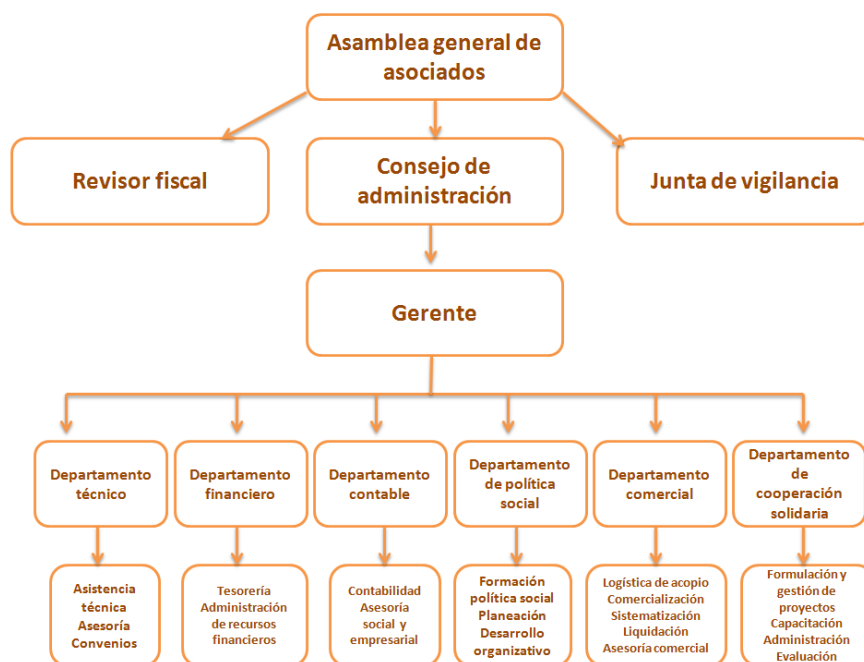 Asamblea general de
asociados
Revisor fiscal
Consejo de
administración
Junta de vigilancia
Gerente
Departamento
técnico
Departamento
financiero
Departamento
contable
Departamento
de política
social
Departamento
comercial
Departamento
de
cooperación
solidaria
Asistencia
técnica
Asesoría
Convenios
Tesorería
Administración
de recursos
financieros
Contabilidad
Asesoría
social y
empresarial
Formación
política social
Planeación
Desarrollo
organizativo
Logística de acopio
Comercialización
Sistematización
Liquidación
Asesoría comercial
Formulación y
gestión de
proyectos
Capacitación
Administración
Evaluación